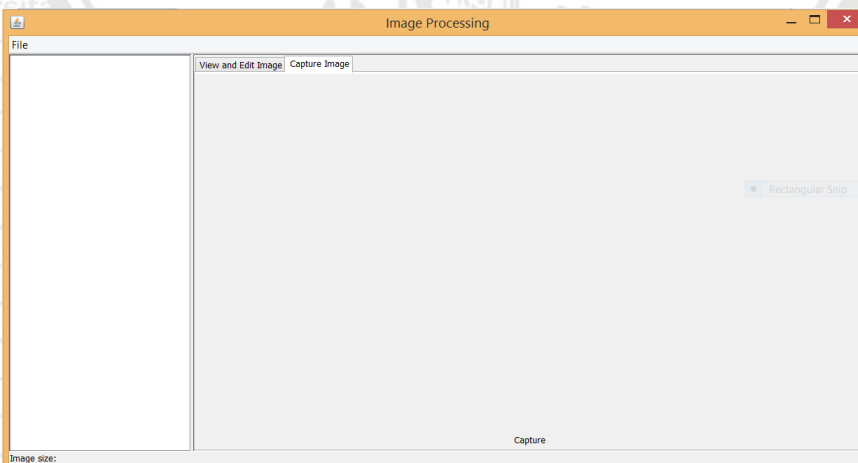 Image Processing
File
View and Edit Image Capture Image
Rectangular Snip
Capture
Image size: